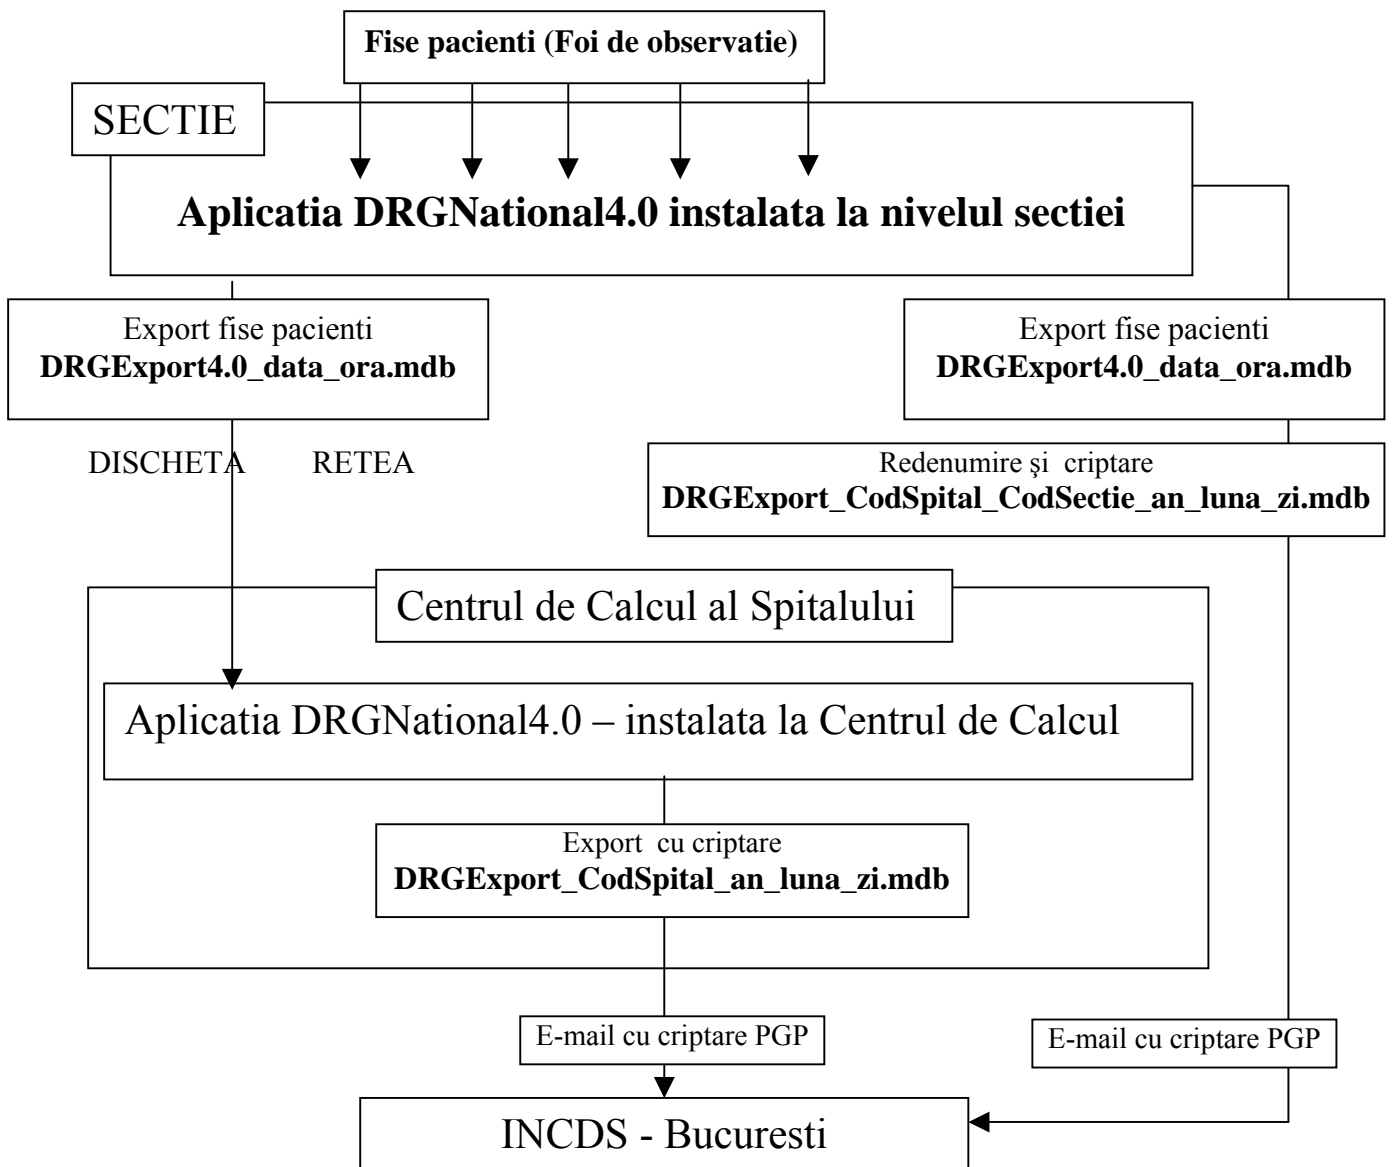 Fise pacienti (Foi de observatie)
SECTIE
Aplicatia DRGNational4.0 instalata la nivelul sectiei
Export fise pacienti
DRGExport4.0_data_ora.mdb
Export fise pacienti
DRGExport4.0_data_ora.mdb
DISCHETA RETEA
Redenumire şi criptare
DRGExport_CodSpital_CodSectie_an_luna_zi.mdb
Centrul de Calcul al Spitalului
Aplicatia DRGNational4.0 – instalata la Centrul de Calcul
Export cu criptare
DRGExport_CodSpital_an_luna_zi.mdb
E-mail cu criptare PGP
E-mail cu criptare PGP
INCDS - Bucuresti